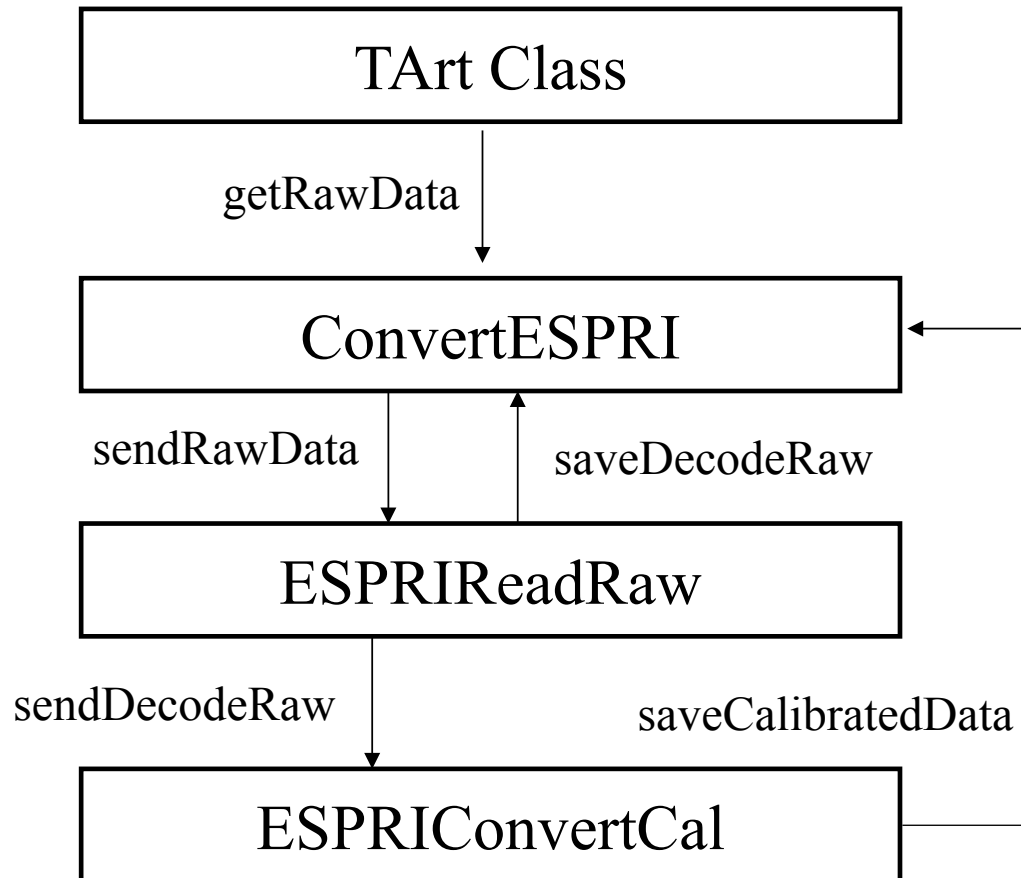 TArt Class
getRawData
ConvertESPRI
sendRawData
saveDecodeRaw
ESPRIReadRaw
sendDecodeRaw
saveCalibratedData
ESPRIConvertCal